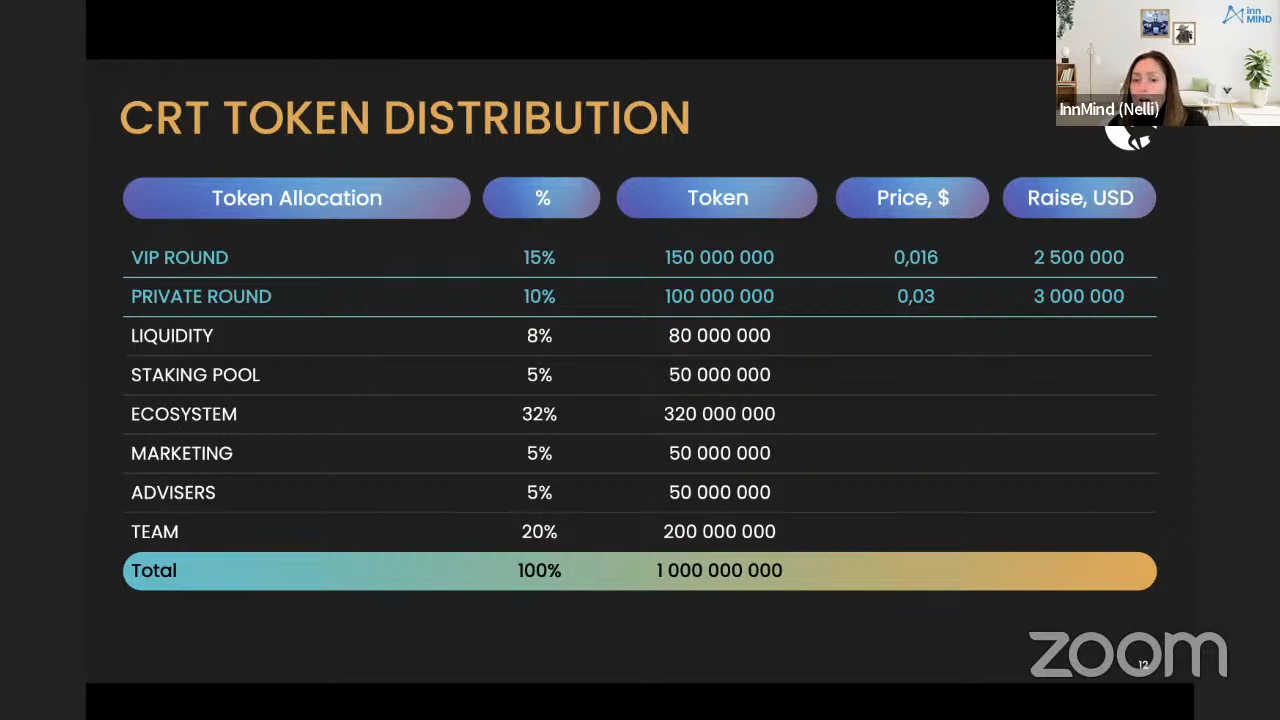 inn
MIND
InnMind (Nelli)
CRT TOKEN DISTRIBUTION
Token Allocation % Token Price, $ Raise, USD
VIP ROUND 15% 150 000 000 0,016 2 500 000
PRIVATE ROUND 10% 100 000 000 0,03 3 000 000
LIQUIDITY 8% 80 000 000
STAKING POOL 5% 50 000 000
ECOSYSTEM 32% 320 000 000
MARKETING 5% 50 000 000
ADVISERS 5% 50 000 000
TEAM 20% 200 000 000
Total 100% 1 000 000 000
zoom
12